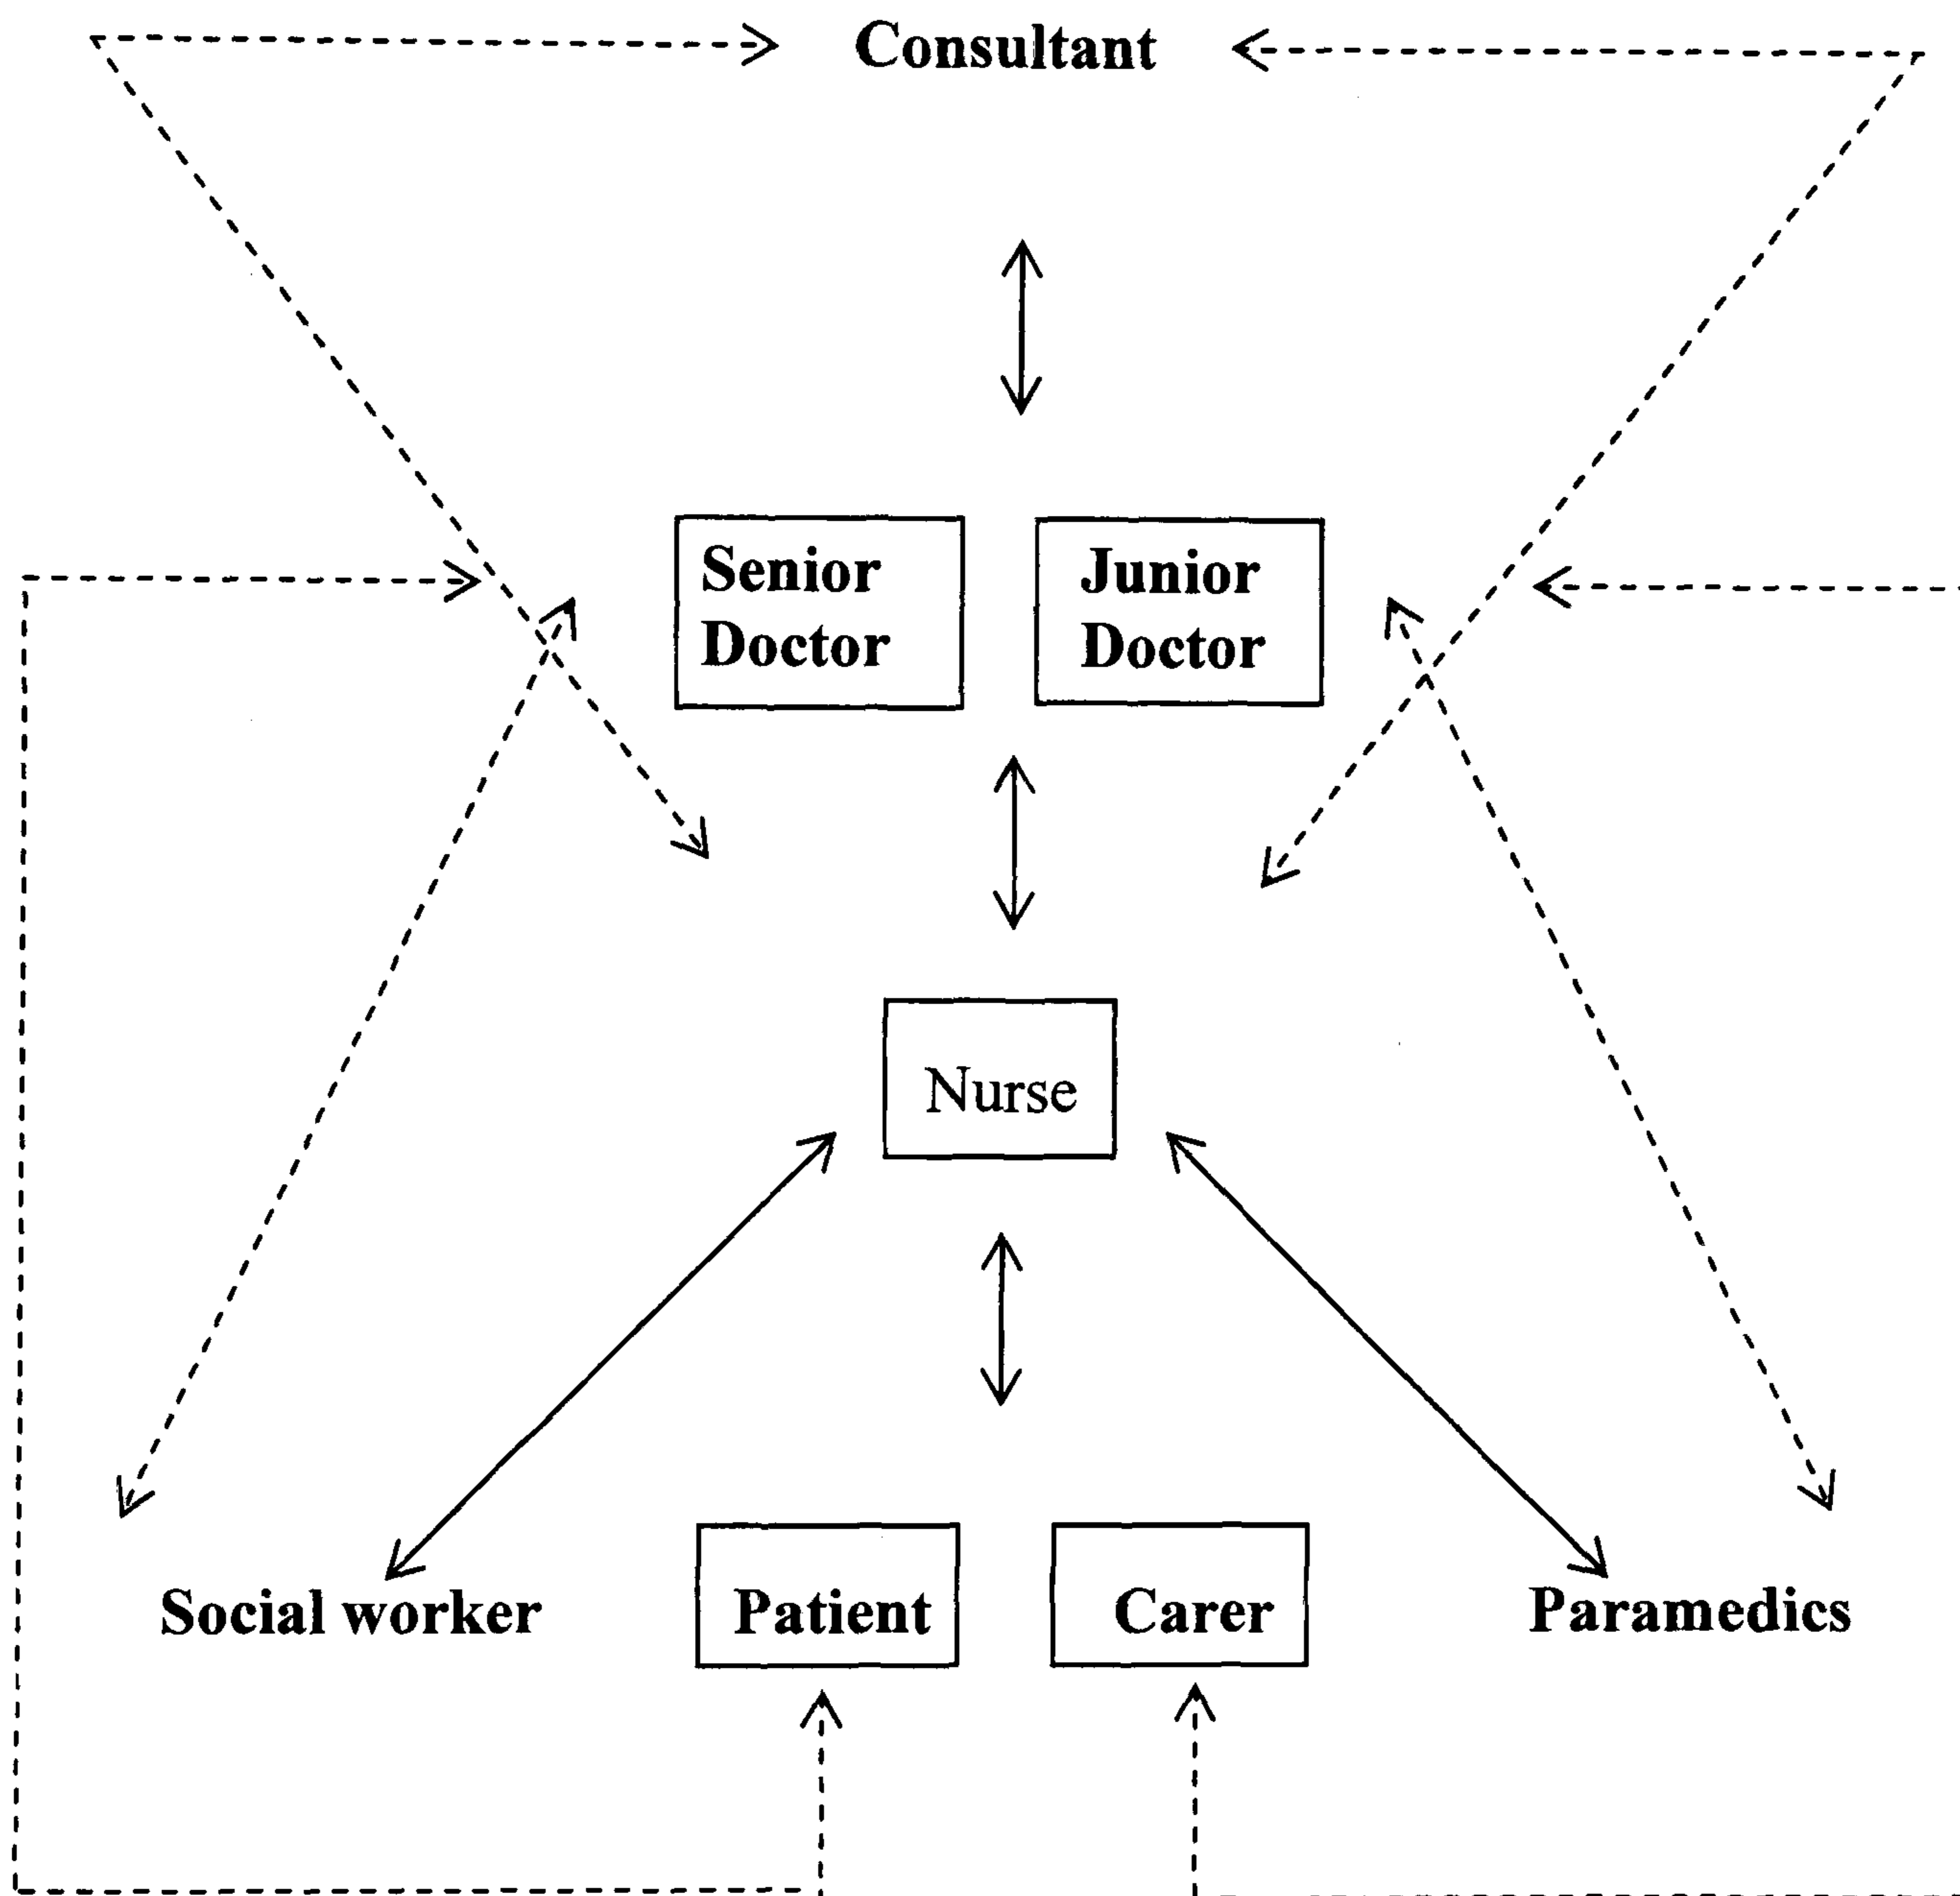 Consultant
Senior
Doctor
Junior
Doctor
Nurse
Social worker
Patient
Carer
Paramedics